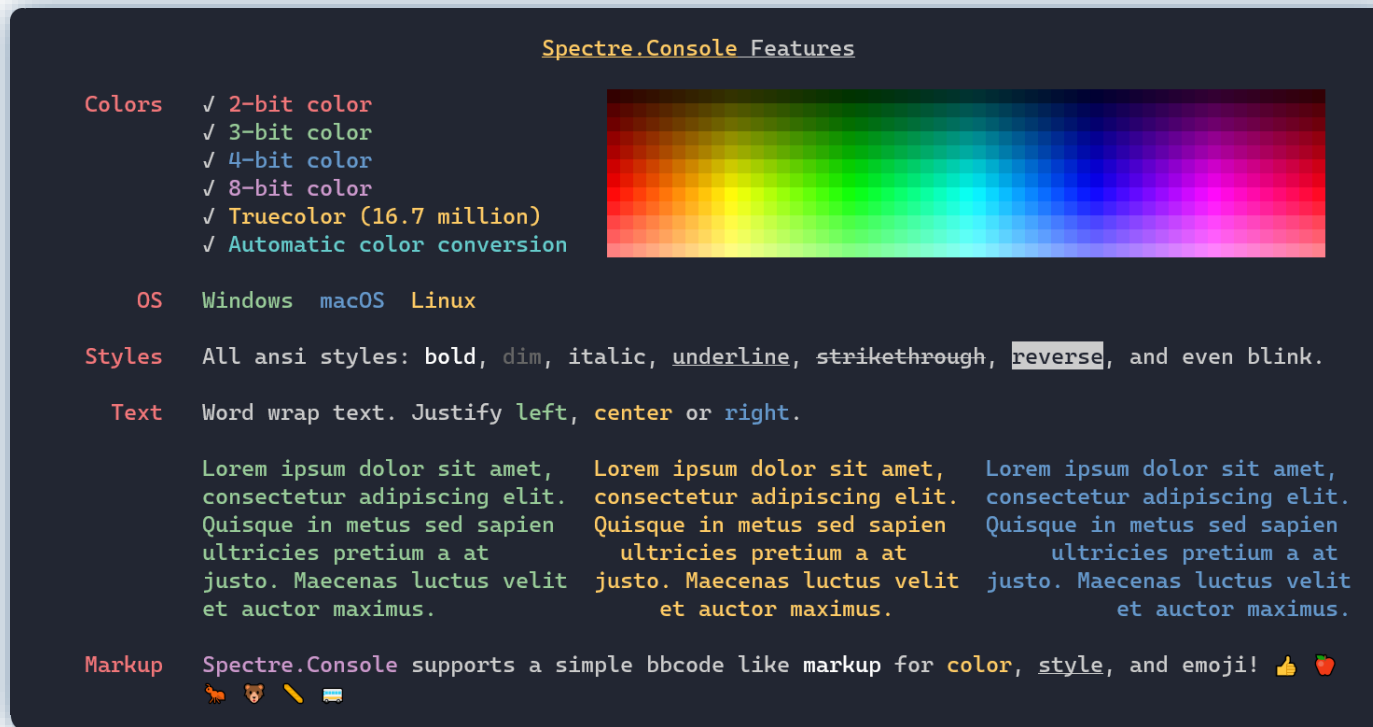 Spectre.Console Features
Colors √ 2-bit color
√ 3-bit color
√ 4-bit color
√ 8-bit color
√ Truecolor (16.7 million)
√ Automatic color conversion
OS Windows macOS Linux
Styles All ansi styles: bold, dim, italic, underline, strikethrough, reverse, and even blink.
Text Word wrap text. Justify left, center or right.
Lorem ipsum dolor sit amet, Lorem ipsum dolor sit amet, Lorem ipsum dolor sit amet,
consectetur adipiscing elit. consectetur adipiscing elit. consectetur adipiscing elit.
Quisque in metus sed sapien Quisque in metus sed sapien Quisque in metus sed sapien
ultricies pretium a at ultricies pretium a at ultricies pretium a at
justo. Maecenas luctus velit justo. Maecenas luctus velit justo. Maecenas luctus velit
et auctor maximus. et auctor maximus. et auctor maximus.
Markup Spectre.Console supports a simple bbcode like markup for color, style, and emoji! 👍 🍎
🐜 🐻 📏 🚌